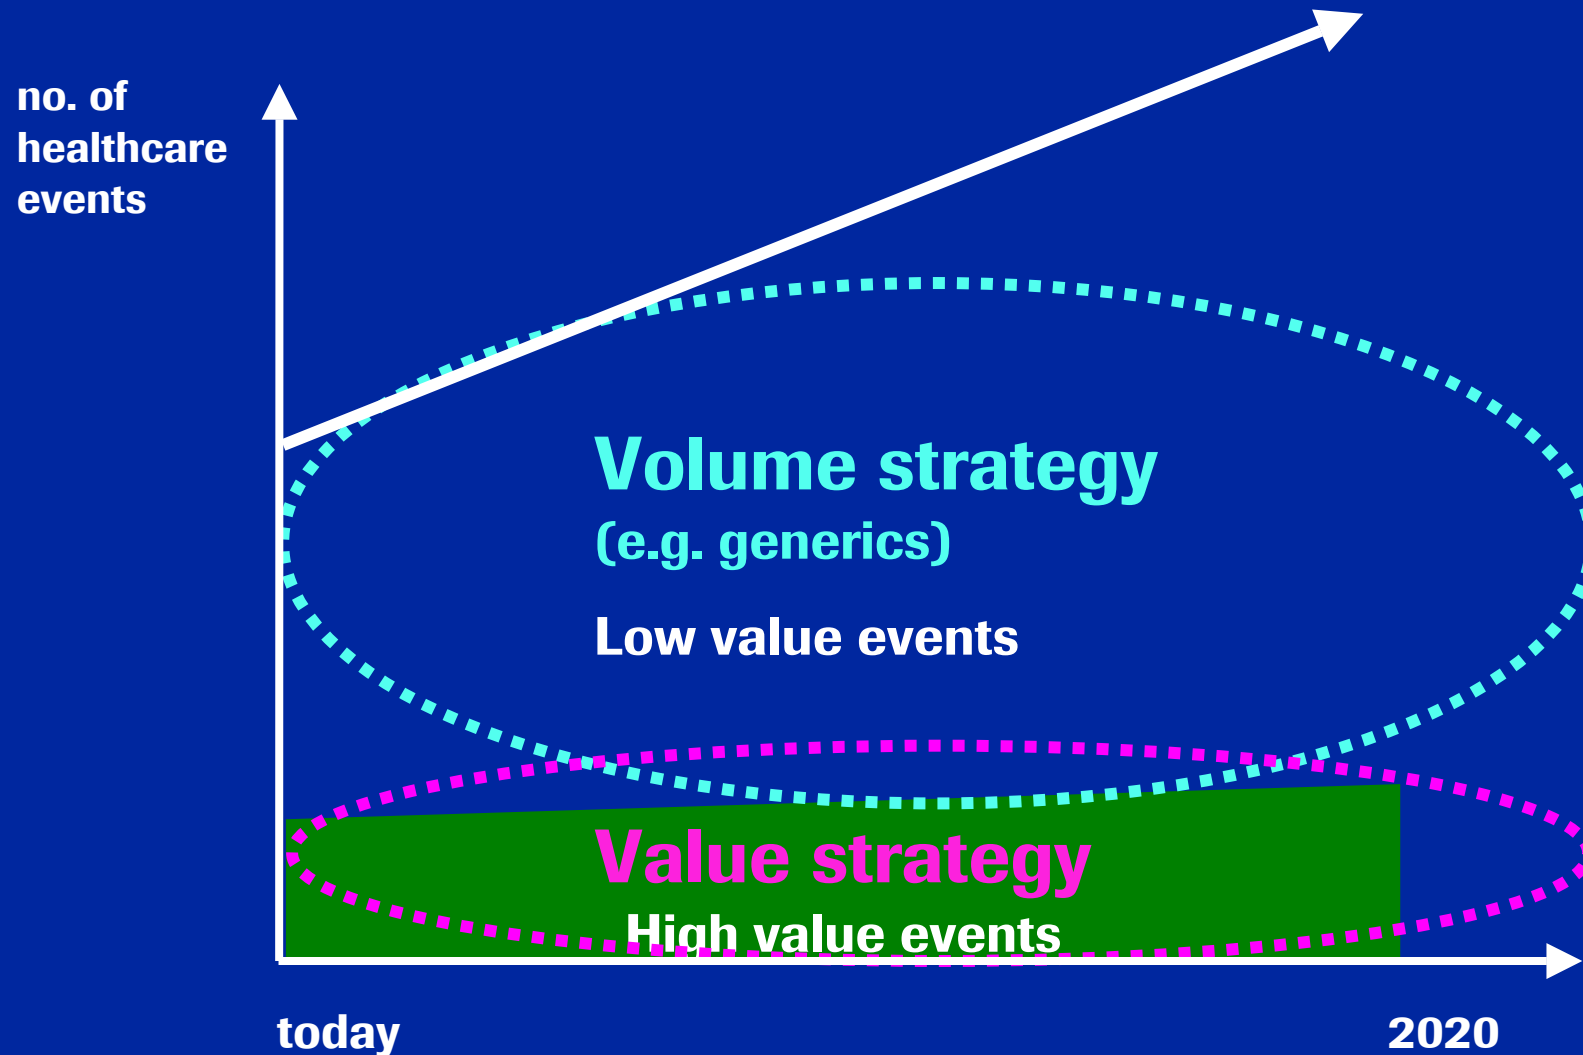 no. of
healthcare
events
Volume strategy
(e.g. generics)
Low value events
Value strategy
High value events
today
2020